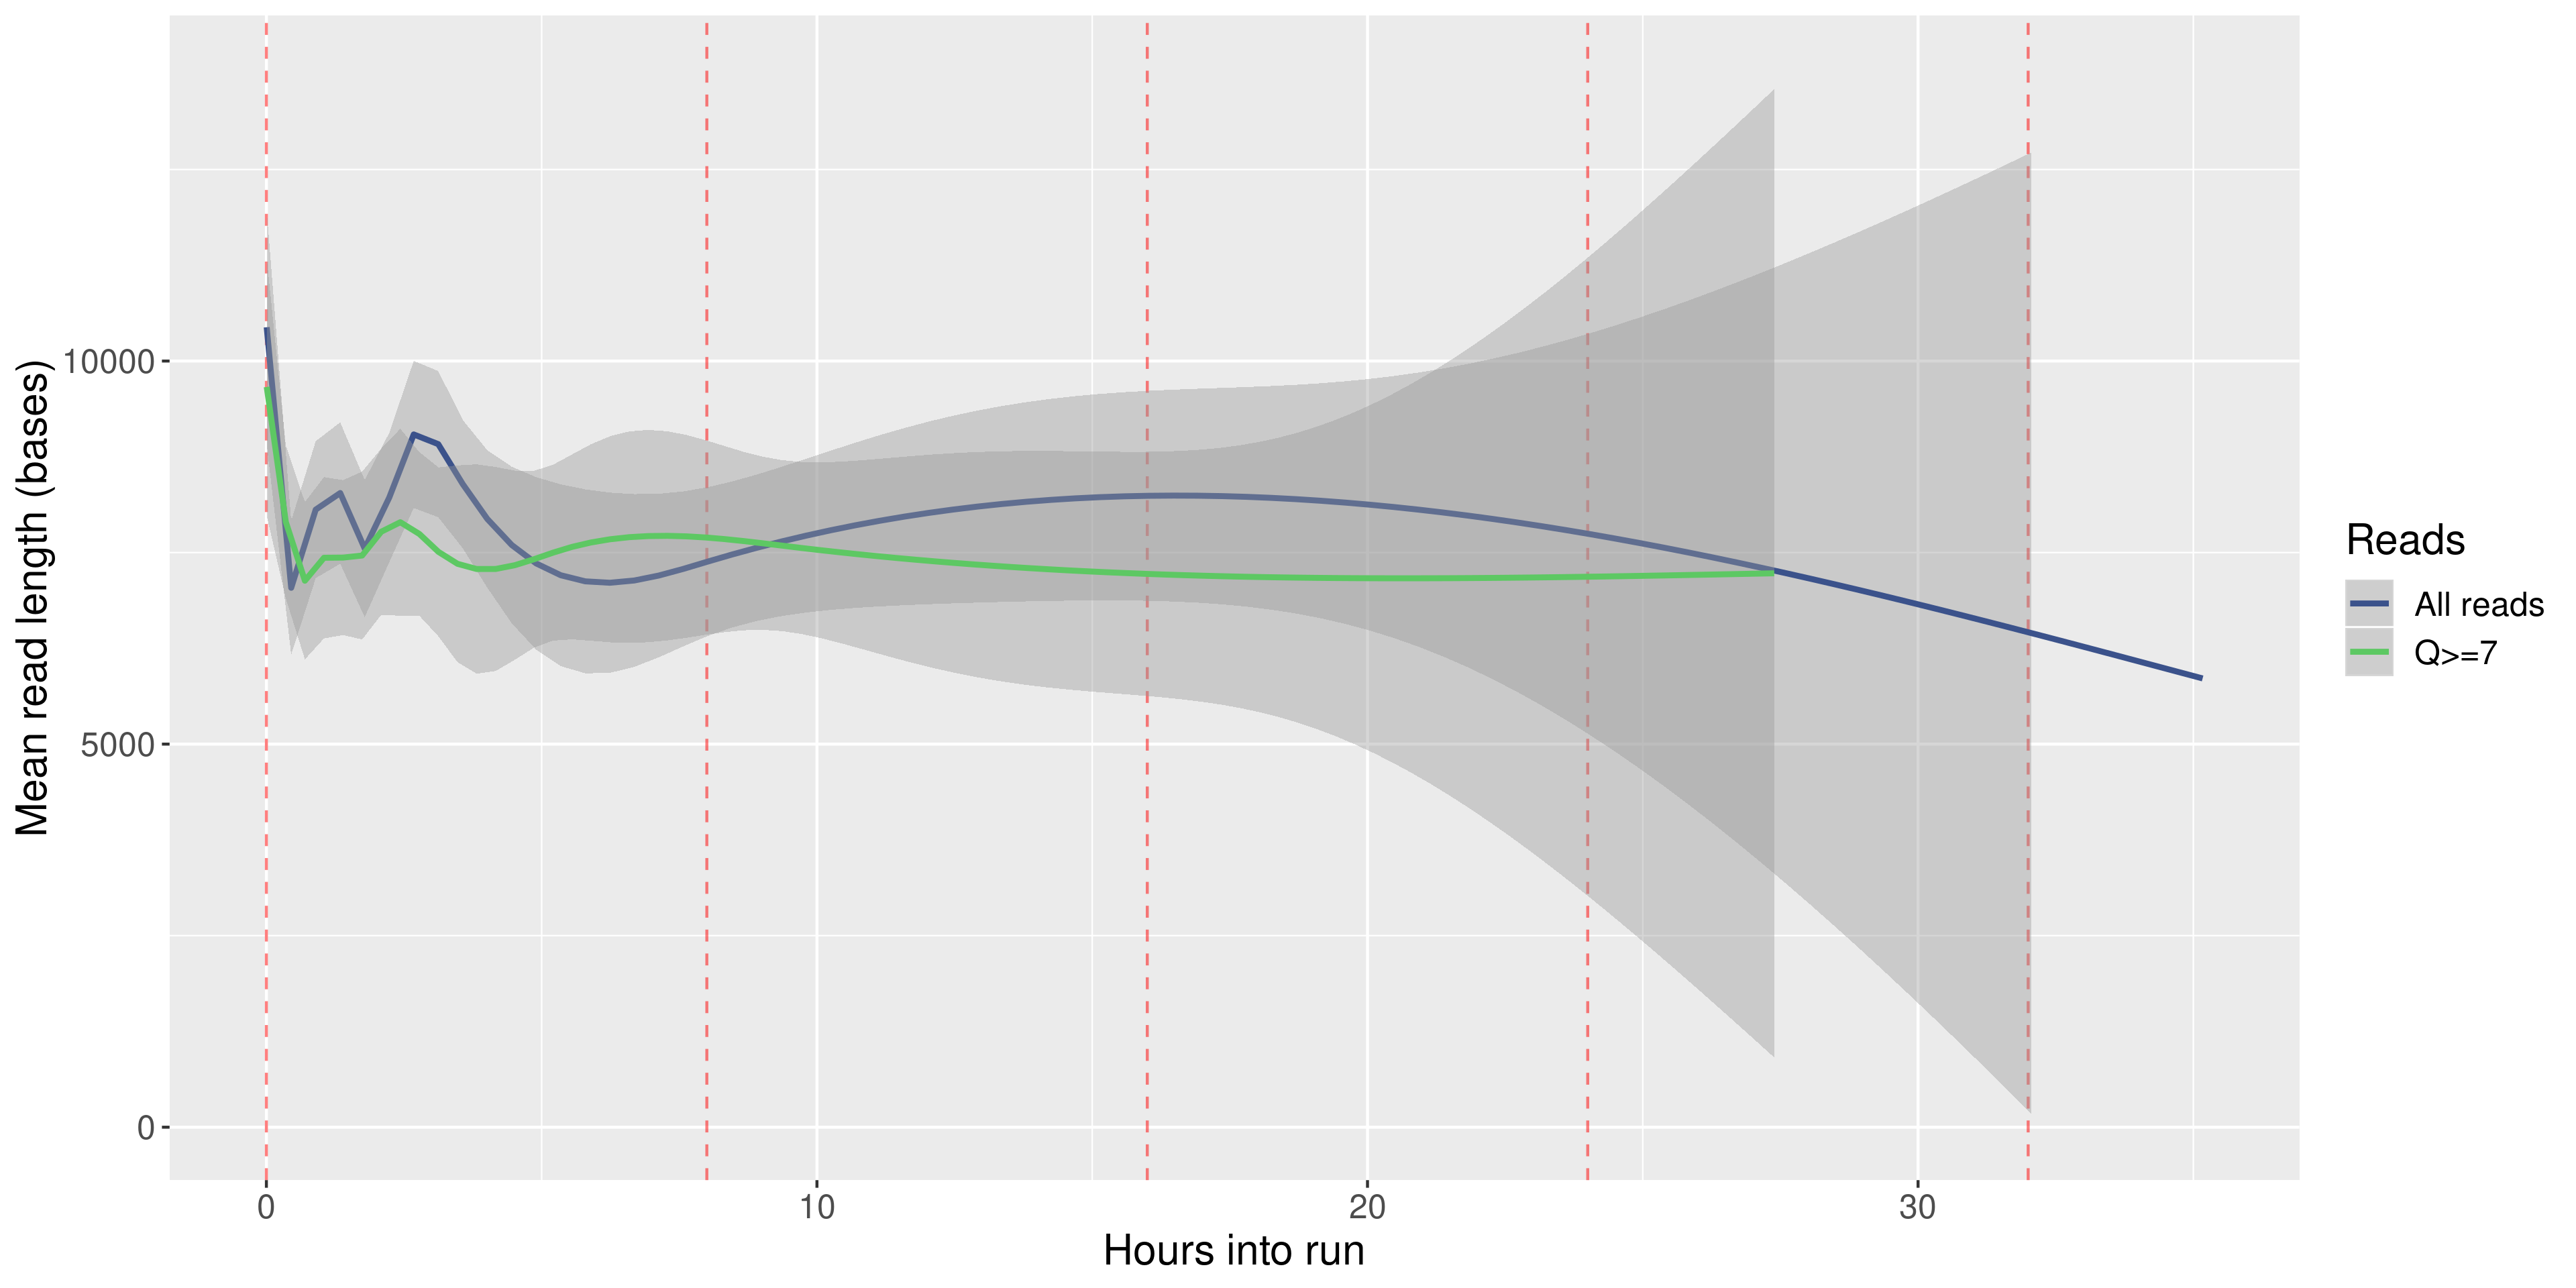 Mean read length (bases)
10000
5000
0
0
10
20
30
Hours into run
Reads
All reads
Q>=7